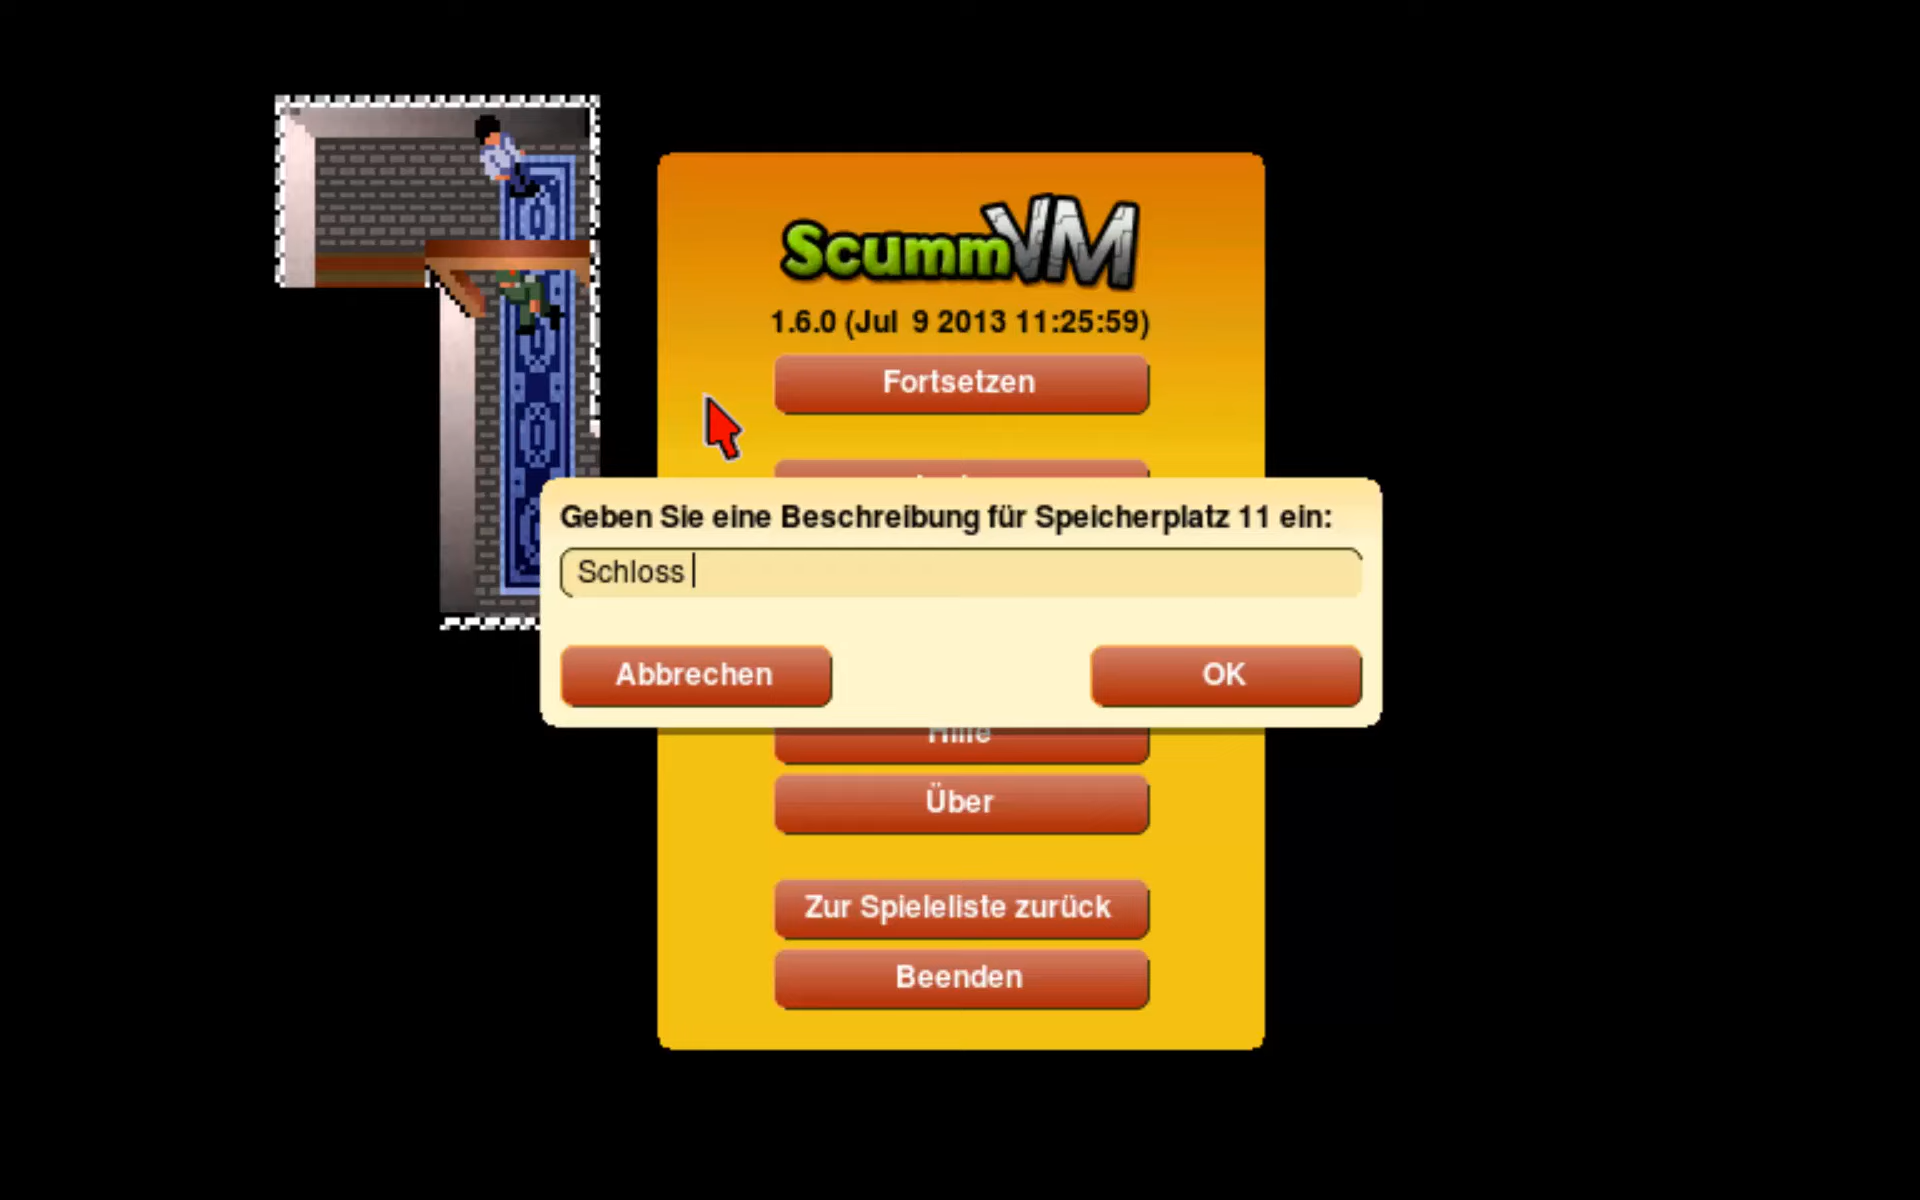 ScummVM
1.6.0 (Jul 9 2013 11:25:59)
Fortsetzen
Geben Sie eine Beschreibung für Speicherplatz 11 ein:
Schloss
Abbrechen
OK
Hilfe
Über
Zur Spieleliste zurück
Beenden